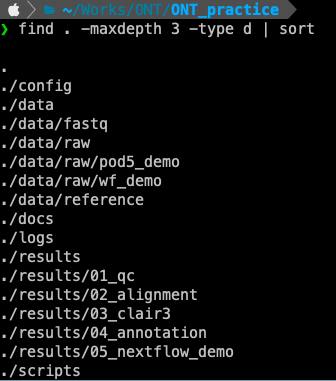 ~/Works/ONT/ONT_practice
❯ find . -maxdepth 3 -type d | sort
.
./config
./data
./data/fastq
./data/raw
./data/raw/pod5_demo
./data/raw/wf_demo
./data/reference
./docs
./logs
./results
./results/01_qc
./results/02_alignment
./results/03_clair3
./results/04_annotation
./results/05_nextflow_demo
./scripts